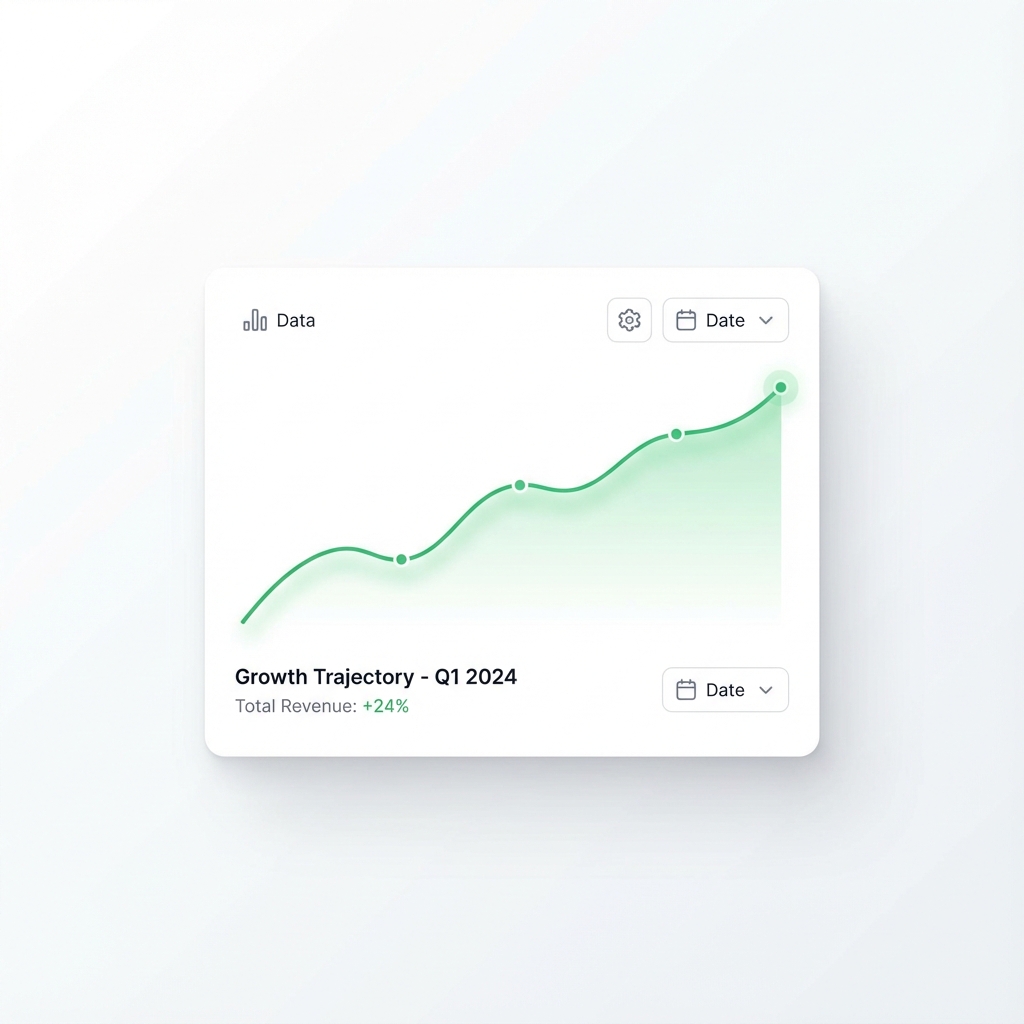 Data
Date
Growth Trajectory - Q1 2024
Total Revenue: +24%
Date